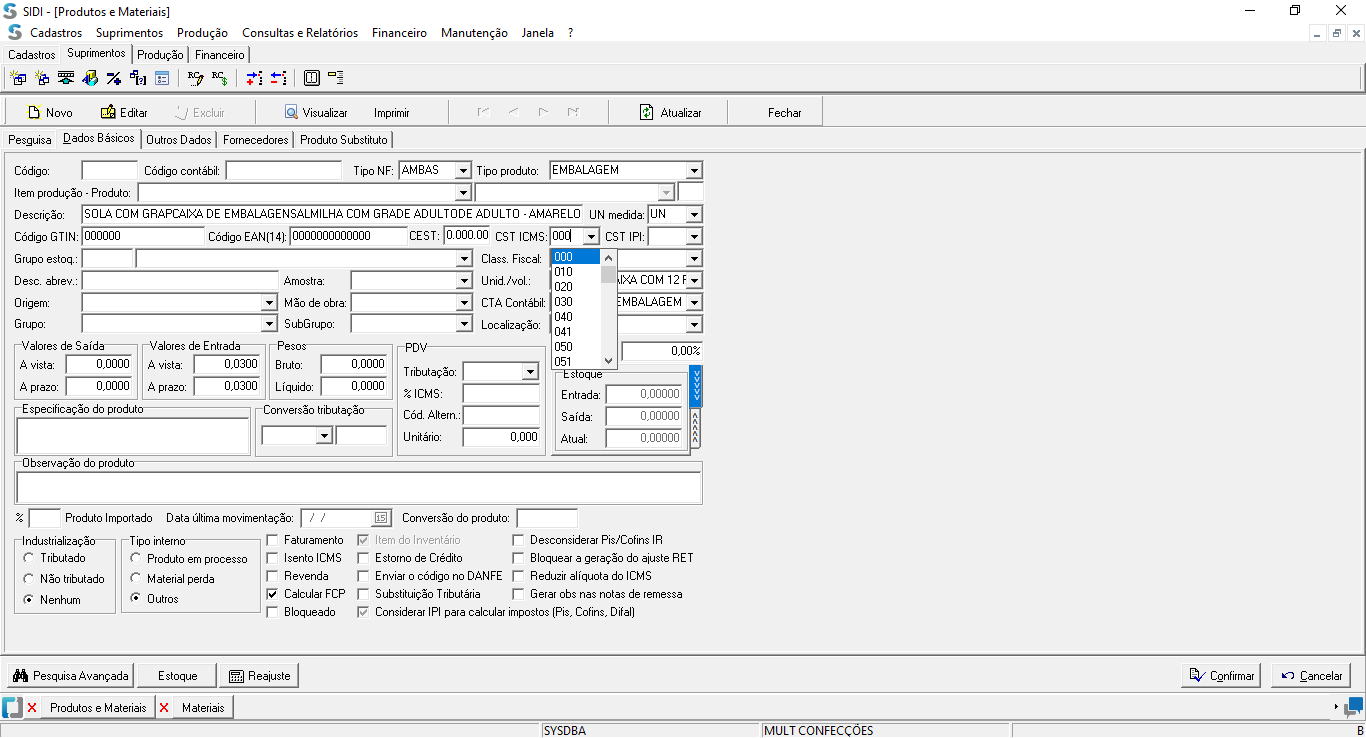 SIDI - [Produtos e Materiais]
Cadastros Suprimentos Produção Consultas e Relatórios Financeiro Manutenção Janela ?
Cadastros Suprimentos Produção Financeiro
Novo Editar Excluir Visualizar Imprimir Atualizar Fechar
Pesquisa Dados Básicos Outros Dados Fornecedores Produto Substituto
Código: Código contábil: Tipo NF: AMBAS Tipo produto: EMBALAGEM
Item produção - Produto:
Descrição: SOLA COM GRAPCAIXA DE EMBALAGENSALMILHA COM GRADE ADULTODE ADULTO - AMARELO UN medida: UN
Código GTIN: 000000 Código EAN(14): 0000000000000 CEST: 0.000.00 CST ICMS: 000 CST IPI:
Grupo estoq.: Class. Fiscal:
000
010
020
030
040
041
050
051
Desc. abrev.: Amostra: Unid./vol.: AIXA COM 12 F
Origem: Mão de obra: CTA Contábil: EMBALAGEM
Grupo: SubGrupo: Localização:
Valores de Saída Valores de Entrada Pesos PDV
A vista: 0,0000 A vista: 0,0300 Bruto: 0,0000 0,00%
A prazo: 0,0000 A prazo: 0,0300 Líquido: 0,0000
Tributação:
% ICMS:
Cód. Altern.:
Unitário: 0,000
Estoque
Entrada: 0,00000
Saída: 0,00000
Atual: 0,00000
Especificação do produto Conversão tributação
Observação do produto
% Produto Importado Data última movimentação: / / 15 Conversão do produto:
Industrialização
Tributado
Não tributado
Nenhum
Tipo interno
Produto em processo
Material perda
Outros
Faturamento Item do Inventário Desconsiderar Pis/Cofins IR
Isento ICMS Estorno de Crédito Bloquear a geração do ajuste RET
Revenda Enviar o código no DANFE Reduzir alíquota do ICMS
Calcular FCP Substituição Tributária Gerar obs nas notas de remessa
Bloqueado Considerar IPI para calcular impostos (Pis, Cofins, Difal)
Pesquisa Avançada Estoque Reajuste Confirmar Cancelar
Produtos e Materiais Materiais
SYSDBA MULT CONFECÇÕES B